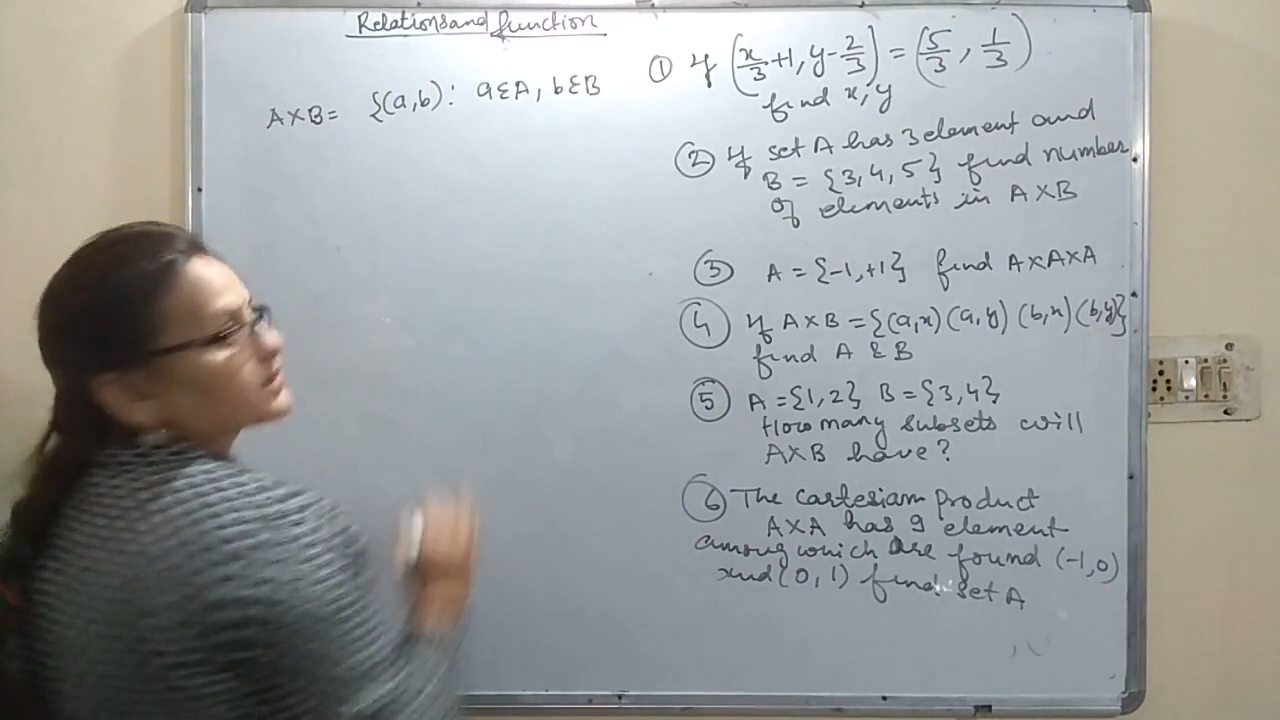 Relations and function
A×B = {(a,b): aƐA, bƐB
① If (x/3+1, y-2/3) = (5/3, 1/3)
find x, y
② If set A has 3 element and
B = {3,4,5} find number
of elements in A×B
③ A = {-1,+1} find A×A×A
④ If A×B = {(a,x)(a,y)(b,x)(b,y)}
find A & B
⑤ A = {1,2} B = {3,4}
How many subsets will
A×B have?
⑥ The cartesian product
A×A has 9 element
among which are found (-1,0)
and (0,1) find set A